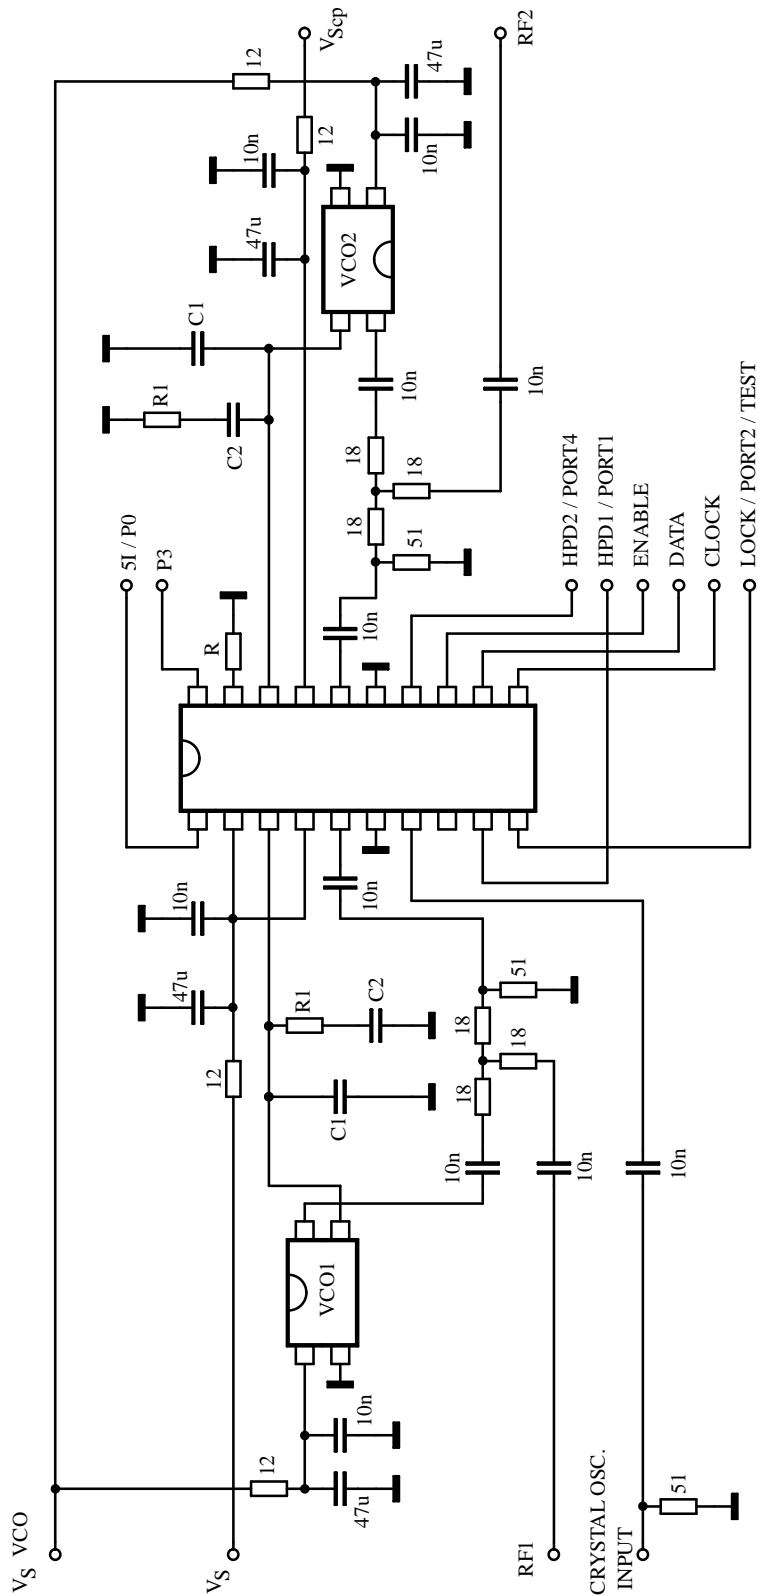 V_S VCO
V_S
RF1
CRYSTAL OSC.
INPUT
51
12
47u
10n
VCO1
12
47u
10n
C1
R1
C2
10n
18
18
18
51
10n
10n
10n
5I / P0
P3
R
R1
C2
C1
47u
10n
12
V_Scp
12
47u
10n
VCO2
10n
18
18
18
51
10n
10n
RF2
HPD2 / PORT4
HPD1 / PORT1
ENABLE
DATA
CLOCK
LOCK / PORT2 / TEST